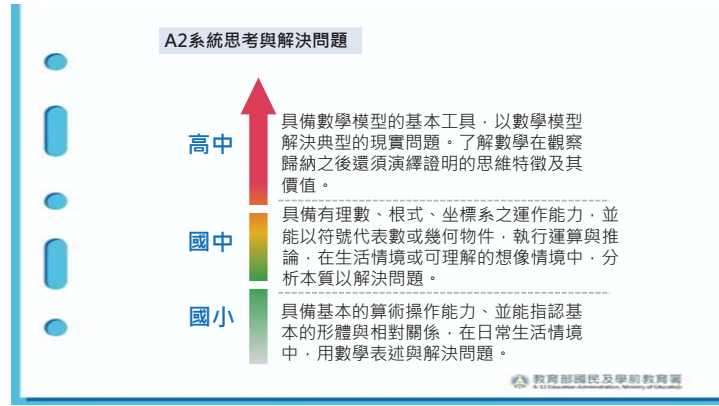 A2系統思考與解決問題
高中
具備數學模型的基本工具，以數學模型
解決典型的現實問題。了解數學在觀察
歸納之後還須演繹證明的思維特徵及其
價值。
國中
具備有理數、根式、坐標系之運作能力，並
能以符號代表數或幾何物件，執行運算與推
論，在生活情境或可理解的想像情境中，分
析本質以解決問題。
國小
具備基本的算術操作能力、並能指認基
本的形體與相對關係，在日常生活情境
中，用數學表述與解決問題。
教育部國民及學前教育署
K-12 Education Administration, Ministry of Education